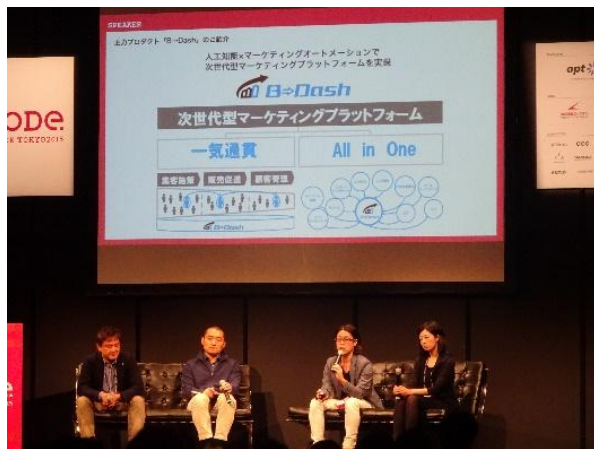 SPEAKER
主力プロダクト「B→Dash」のご紹介
人工知能×マーケティングオートメーションで
次世代型マーケティングプラットフォームを実現
B⇒Dash
次世代型マーケティングプラットフォーム
一気通貫
All in One
集客施策
販売促進
顧客管理
B⇒Dash
ODE
TOKYO2015
opt